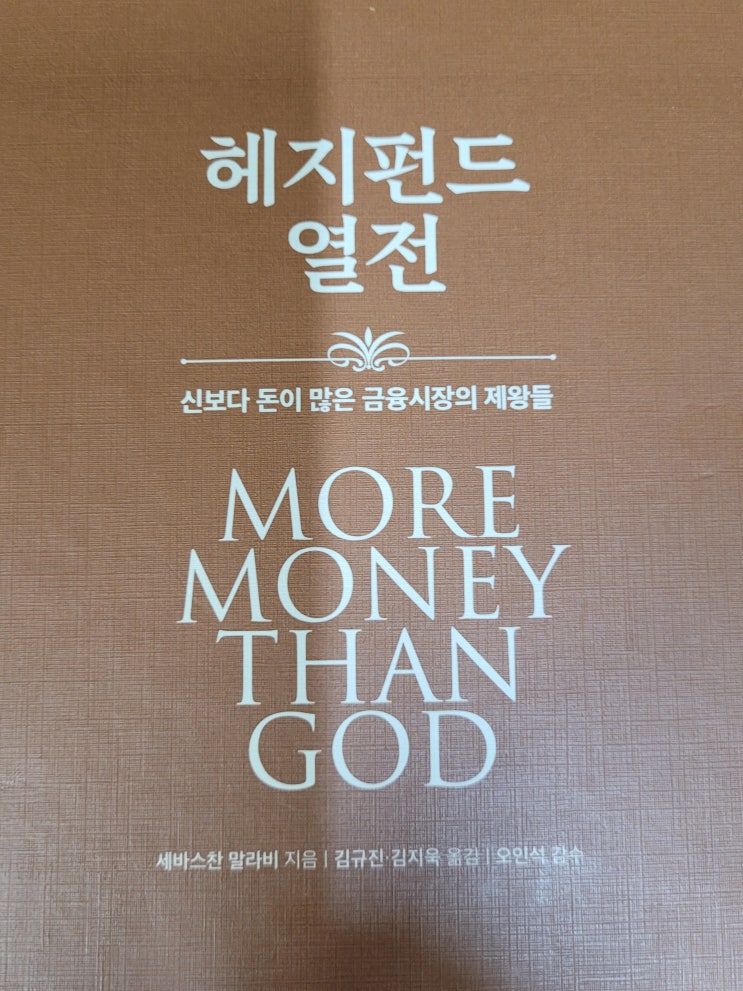 헤지펀드
열전
신보다 돈이 많은 금융시장의 제왕들
MORE
MONEY
THAN
GOD
세바스찬 말라비 지음 | 김규진·김지욱 옮김 | 오인석 감수